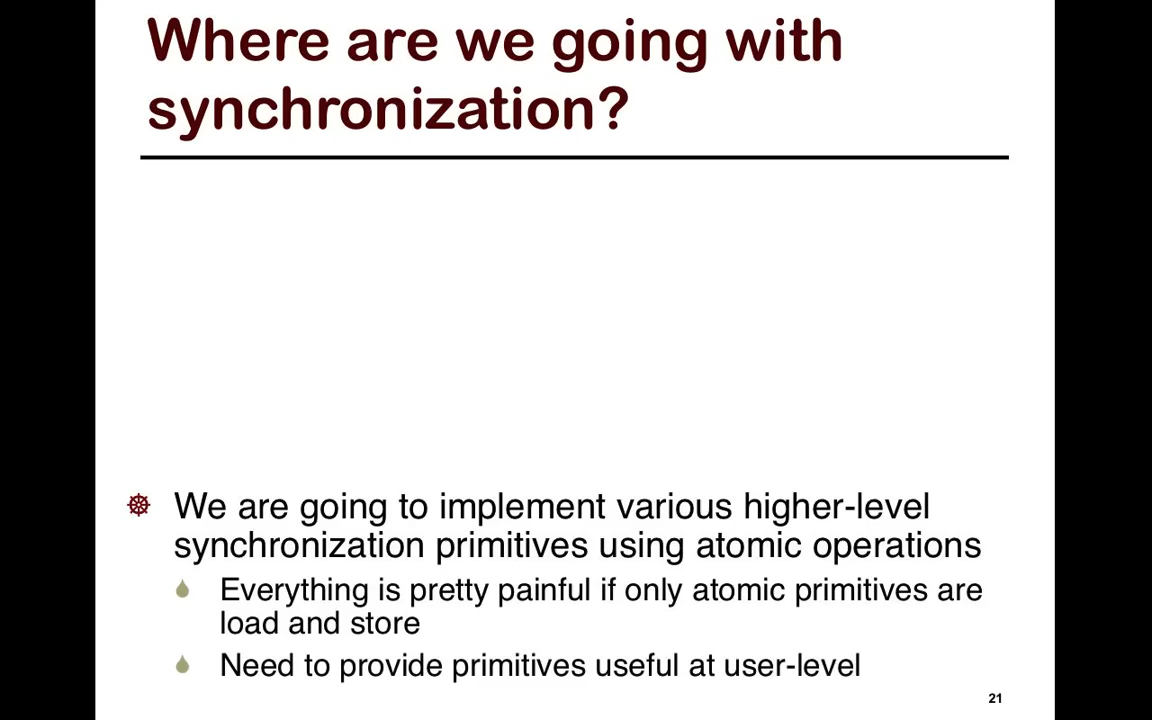 Where are we going with
synchronization?
We are going to implement various higher-level
synchronization primitives using atomic operations
Everything is pretty painful if only atomic primitives are
load and store
Need to provide primitives useful at user-level
21